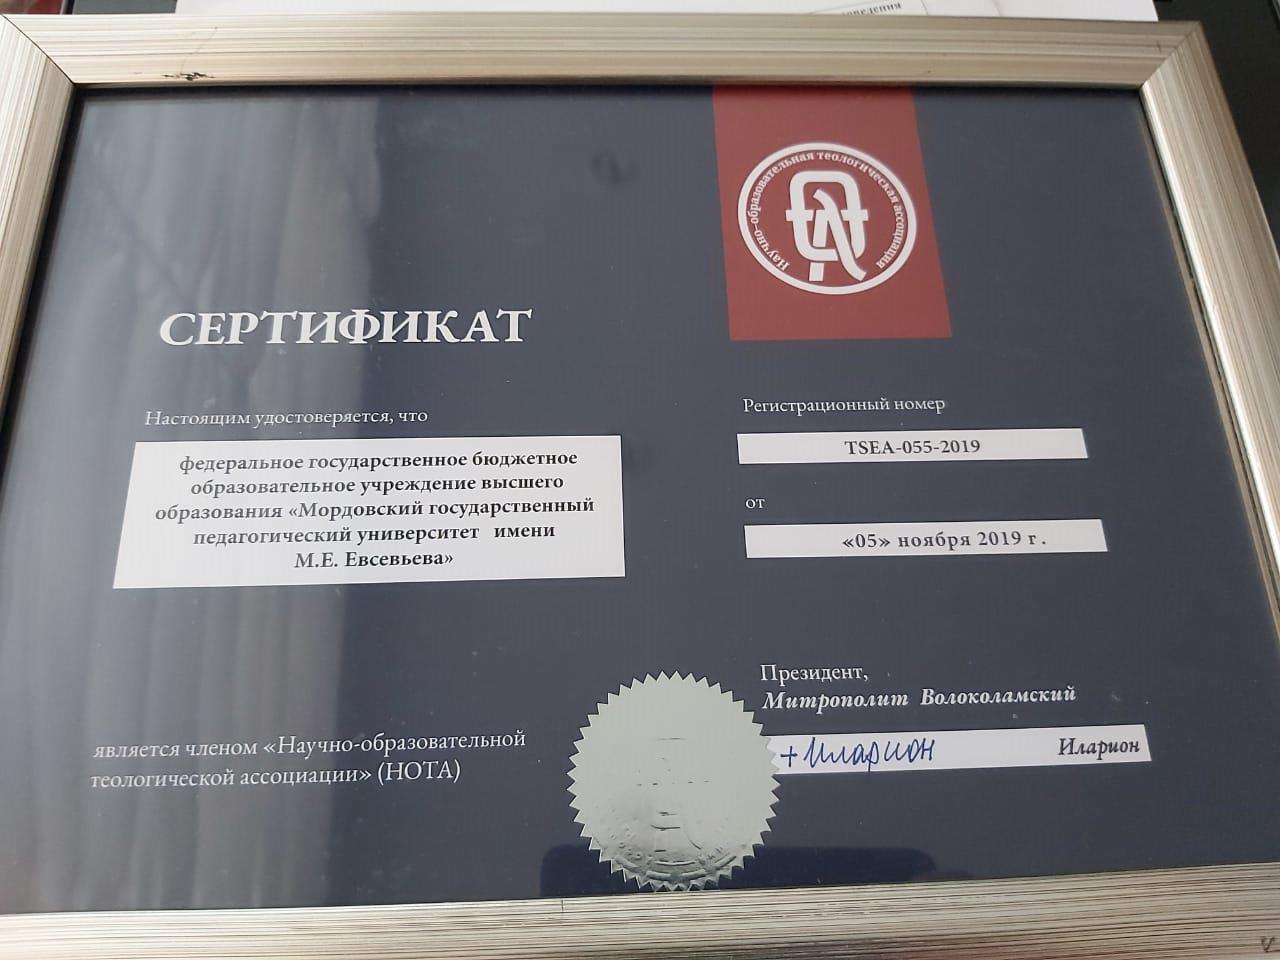 оведения
Научно-образовательная теологическая ассоциация
СЕРТИФИКАТ
Настоящим удостоверяется, что
федеральное государственное бюджетное
образовательное учреждение высшего
образования «Мордовский государственный
педагогический университет имени
М.Е. Евсевьева»
является членом «Научно-образовательной
теологической ассоциации» (НОТА)
Регистрационный номер
TSEA-055-2019
от
«05» ноября 2019 г.
Президент,
Митрополит Волоколамский
+Иларион Иларион